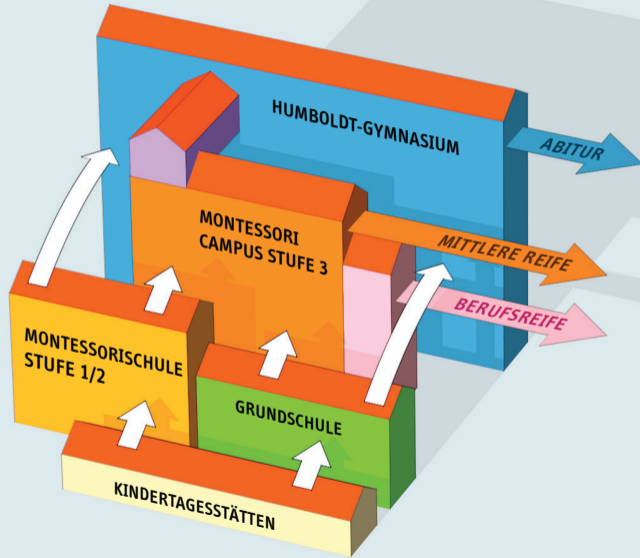 HUMBOLDT-GYMNASIUM
ABITUR
MONTESSORI
CAMPUS STUFE 3
MITTLERE REIFE
BERUFSREIFE
MONTESSORISCHULE
STUFE 1/2
GRUNDSCHULE
KINDERTAGESSTÄTTEN